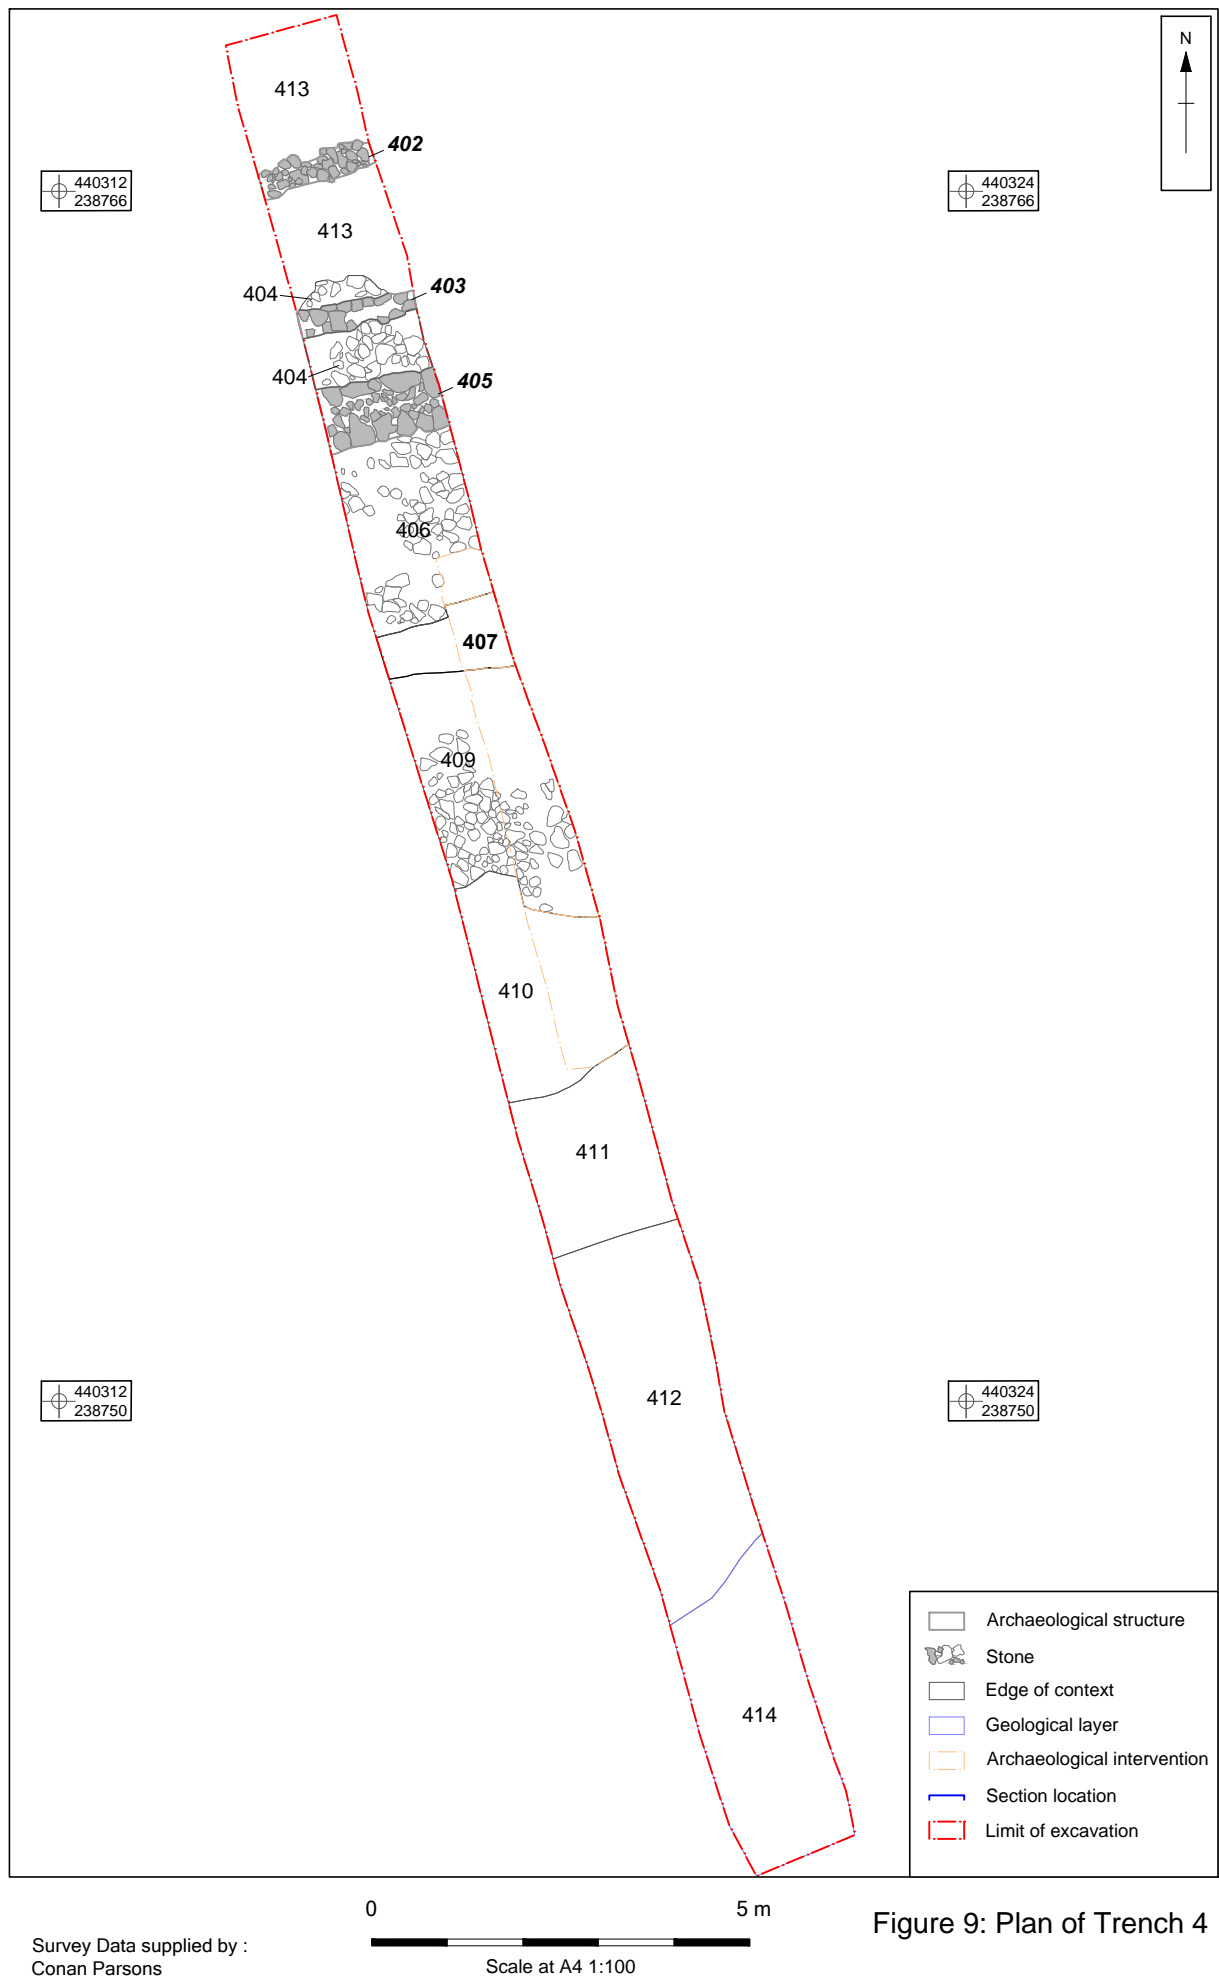 N
413
402
440312
238766
440324
238766
413
404
403
404
405
406
407
409
410
411
440312
238750
412
440324
238750
414
Archaeological structure
Stone
Edge of context
Geological layer
Archaeological intervention
Section location
Limit of excavation
0
5 m
Scale at A4 1:100
Figure 9: Plan of Trench 4
Survey Data supplied by :
Conan Parsons